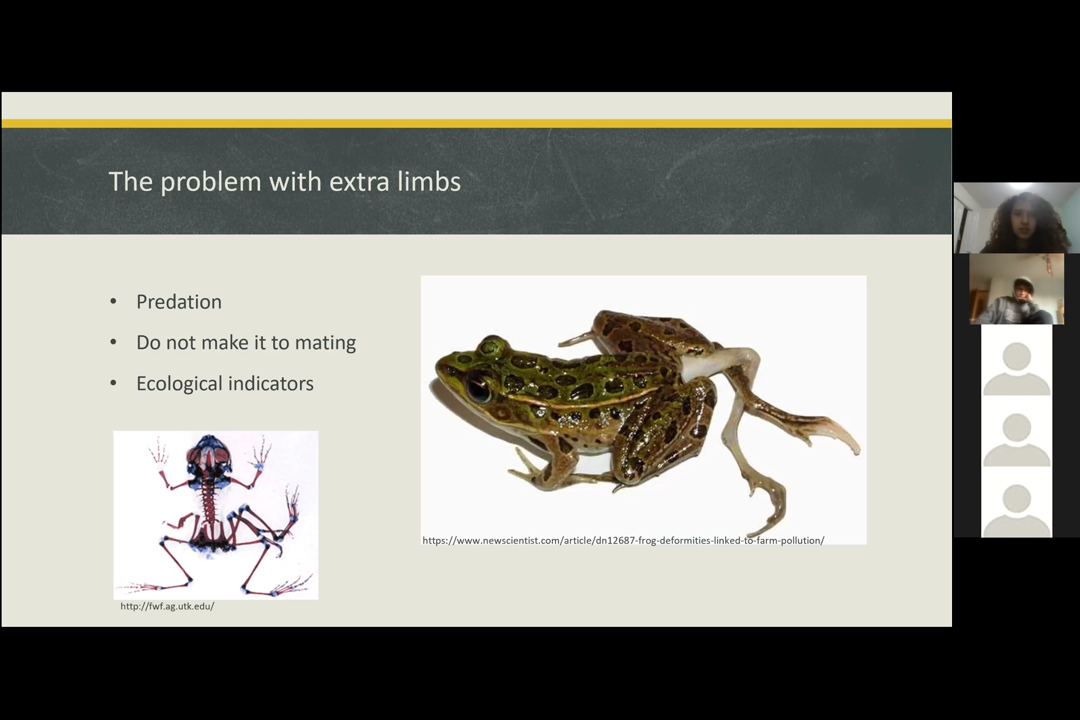 The problem with extra limbs
• Predation
• Do not make it to mating
• Ecological indicators
https://www.newscientist.com/article/dn12687-frog-deformities-linked-to-farm-pollution/
http://fwf.ag.utk.edu/